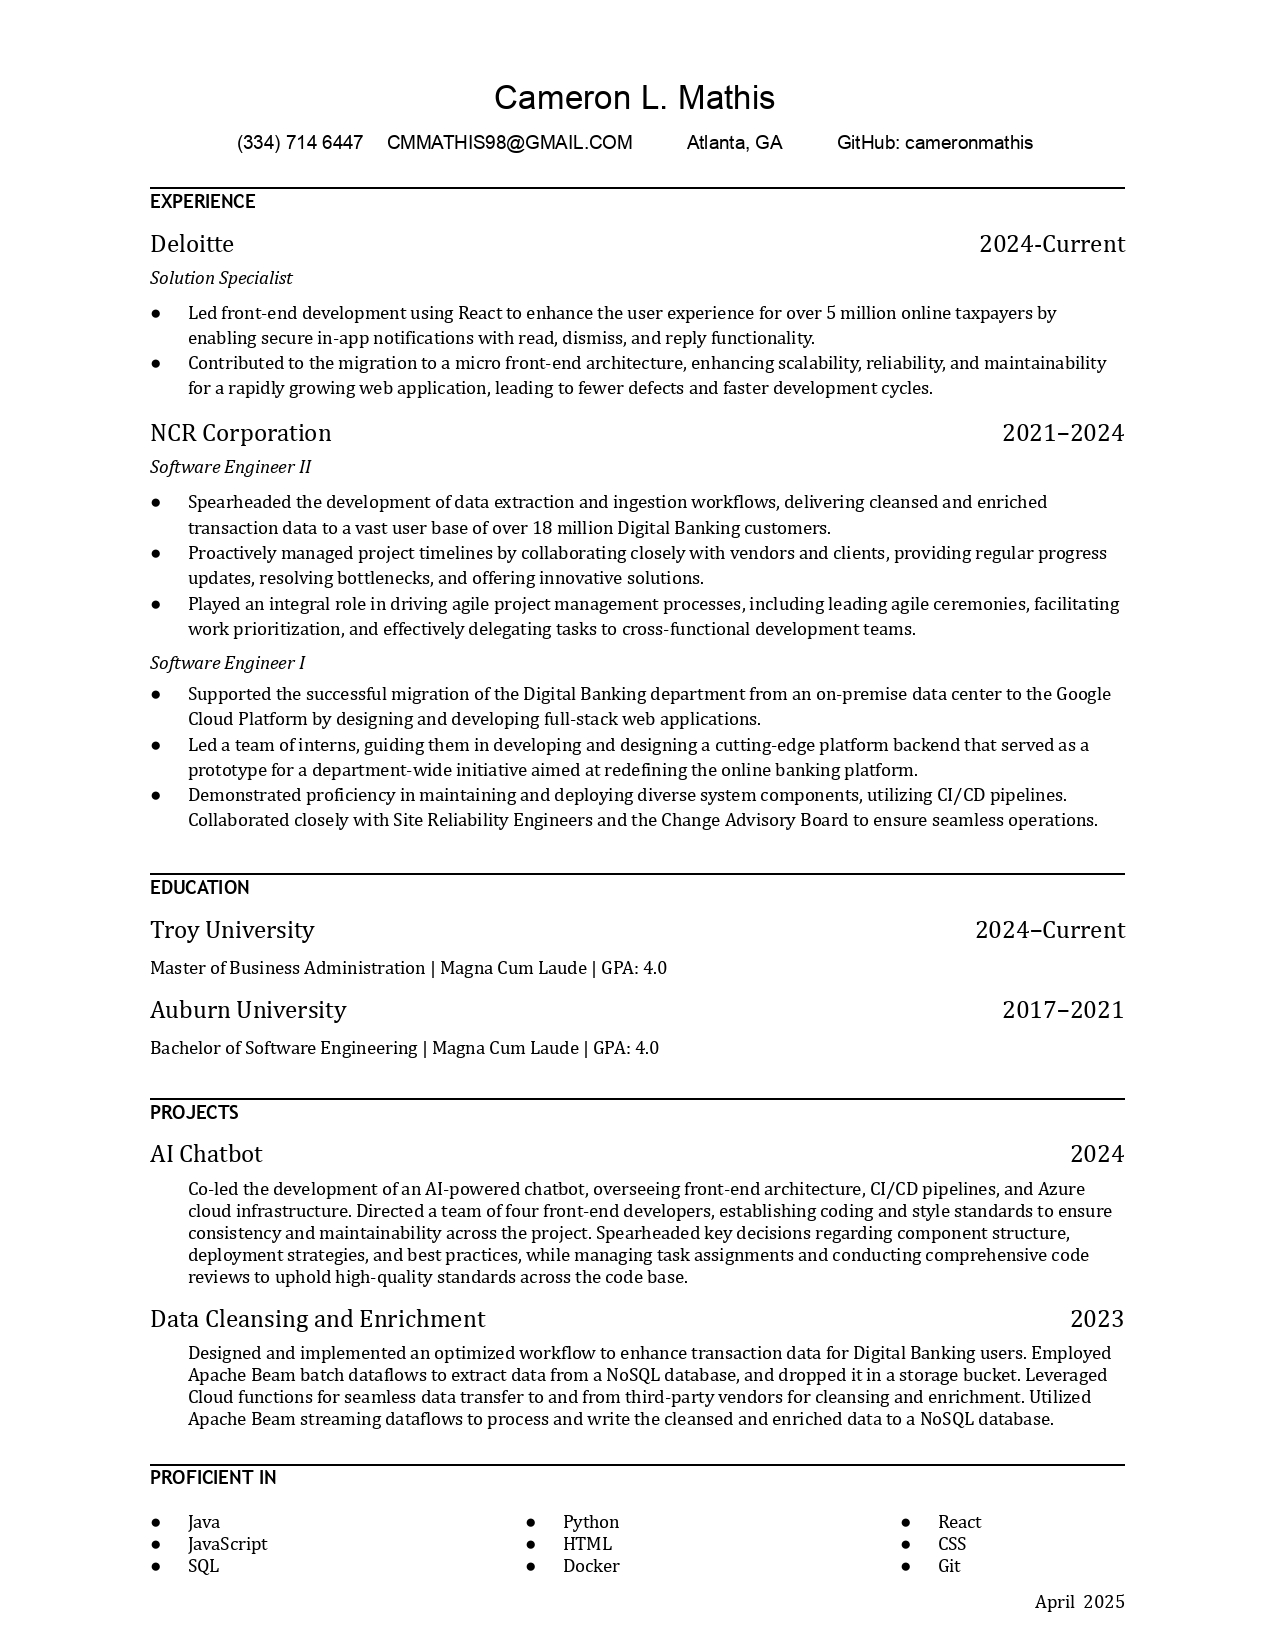 Cameron L. Mathis
(334) 714 6447 CMMATHIS98@GMAIL.COM Atlanta, GA GitHub: cameronmathis
EXPERIENCE
Deloitte 2024-Current
Solution Specialist
● Led front-end development using React to enhance the user experience for over 5 million online taxpayers by
enabling secure in-app notifications with read, dismiss, and reply functionality.
● Contributed to the migration to a micro front-end architecture, enhancing scalability, reliability, and maintainability
for a rapidly growing web application, leading to fewer defects and faster development cycles.
NCR Corporation 2021–2024
Software Engineer II
● Spearheaded the development of data extraction and ingestion workflows, delivering cleansed and enriched
transaction data to a vast user base of over 18 million Digital Banking customers.
● Proactively managed project timelines by collaborating closely with vendors and clients, providing regular progress
updates, resolving bottlenecks, and offering innovative solutions.
● Played an integral role in driving agile project management processes, including leading agile ceremonies, facilitating
work prioritization, and effectively delegating tasks to cross-functional development teams.
Software Engineer I
● Supported the successful migration of the Digital Banking department from an on-premise data center to the Google
Cloud Platform by designing and developing full-stack web applications.
● Led a team of interns, guiding them in developing and designing a cutting-edge platform backend that served as a
prototype for a department-wide initiative aimed at redefining the online banking platform.
● Demonstrated proficiency in maintaining and deploying diverse system components, utilizing CI/CD pipelines.
Collaborated closely with Site Reliability Engineers and the Change Advisory Board to ensure seamless operations.
EDUCATION
Troy University 2024–Current
Master of Business Administration | Magna Cum Laude | GPA: 4.0
Auburn University 2017–2021
Bachelor of Software Engineering | Magna Cum Laude | GPA: 4.0
PROJECTS
AI Chatbot 2024
Co-led the development of an AI-powered chatbot, overseeing front-end architecture, CI/CD pipelines, and Azure
cloud infrastructure. Directed a team of four front-end developers, establishing coding and style standards to ensure
consistency and maintainability across the project. Spearheaded key decisions regarding component structure,
deployment strategies, and best practices, while managing task assignments and conducting comprehensive code
reviews to uphold high-quality standards across the code base.
Data Cleansing and Enrichment 2023
Designed and implemented an optimized workflow to enhance transaction data for Digital Banking users. Employed
Apache Beam batch dataflows to extract data from a NoSQL database, and dropped it in a storage bucket. Leveraged
Cloud functions for seamless data transfer to and from third-party vendors for cleansing and enrichment. Utilized
Apache Beam streaming dataflows to process and write the cleansed and enriched data to a NoSQL database.
PROFICIENT IN
● Java ● Python ● React
● JavaScript ● HTML ● CSS
● SQL ● Docker ● Git
April 2025